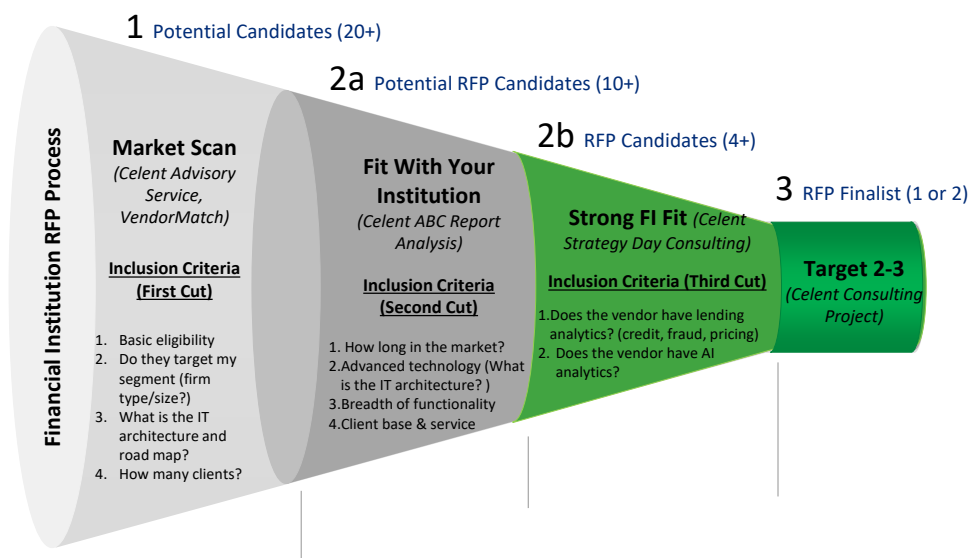 1 Potential Candidates (20+)
2a Potential RFP Candidates (10+)
2b RFP Candidates (4+)
3 RFP Finalist (1 or 2)
Financial Institution RFP Process
Market Scan
(Celent Advisory
Service,
VendorMatch)
Inclusion Criteria
(First Cut)
1. Basic eligibility
2. Do they target my
segment (firm
type/size?)
3. What is the IT
architecture and
road map?
4. How many clients?
Fit With Your
Institution
(Celent ABC Report
Analysis)
Inclusion Criteria
(Second Cut)
1. How long in the market?
2.Advanced technology (What
is the IT architecture? )
3.Breadth of functionality
4.Client base & service
Strong FI Fit (Celent
Strategy Day Consulting)
Inclusion Criteria (Third Cut)
1.Does the vendor have lending
analytics? (credit, fraud, pricing)
2. Does the vendor have AI
analytics?
Target 2-3
(Celent Consulting
Project)